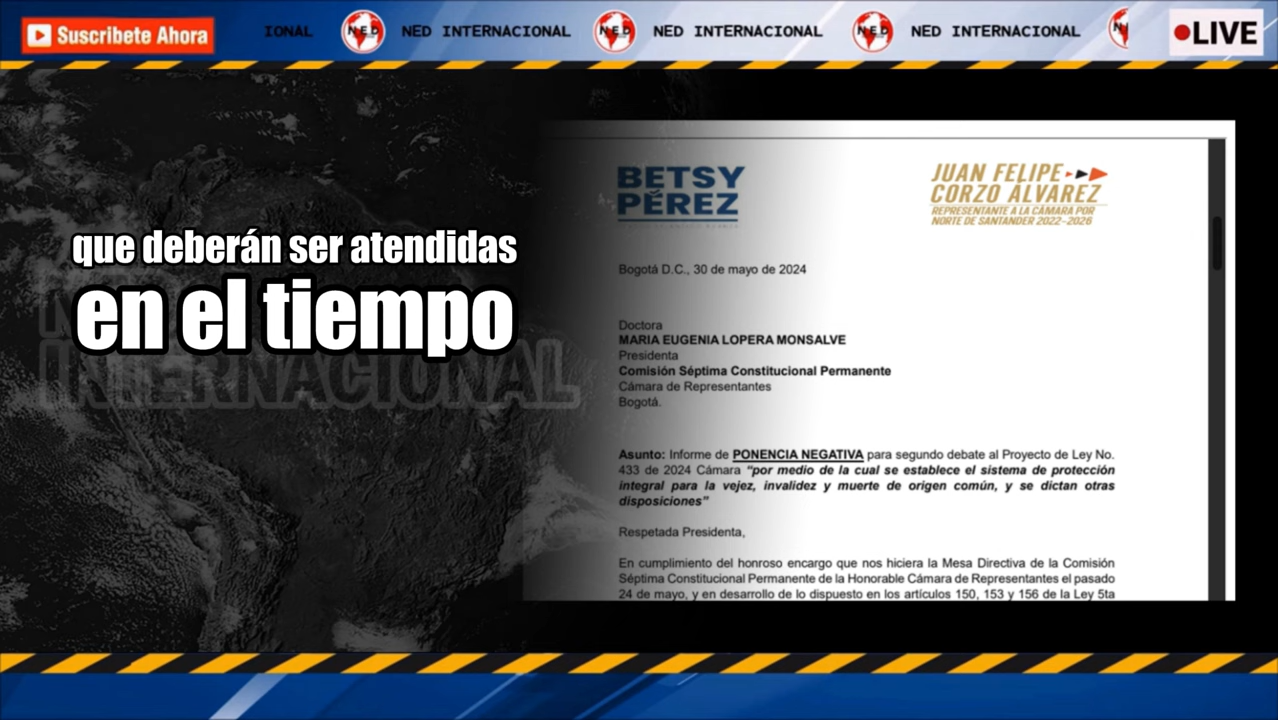 Suscribete Ahora
IONAL NED NED INTERNACIONAL NED NED INTERNACIONAL NED NED INTERNACIONAL
LIVE
que deberán ser atendidas
en el tiempo
INTERNACIONAL
BETSY
PÉREZ
JUAN FELIPE
CORZO ÁLVAREZ
REPRESENTANTE A LA CÁMARA POR
NORTE DE SANTANDER 2022-2026
Bogotá D.C., 30 de mayo de 2024
Doctora
MARIA EUGENIA LOPERA MONSALVE
Presidenta
Comisión Séptima Constitucional Permanente
Cámara de Representantes
Bogotá.
Asunto: Informe de PONENCIA NEGATIVA para segundo debate al Proyecto de Ley No.
433 de 2024 Cámara “por medio de la cual se establece el sistema de protección
integral para la vejez, invalidez y muerte de origen común, y se dictan otras
disposiciones”
Respetada Presidenta,
En cumplimiento del honroso encargo que nos hiciera la Mesa Directiva de la Comisión
Séptima Constitucional Permanente de la Honorable Cámara de Representantes el pasado
24 de mayo, y en desarrollo de lo dispuesto en los artículos 150, 153 y 156 de la Ley 5ta